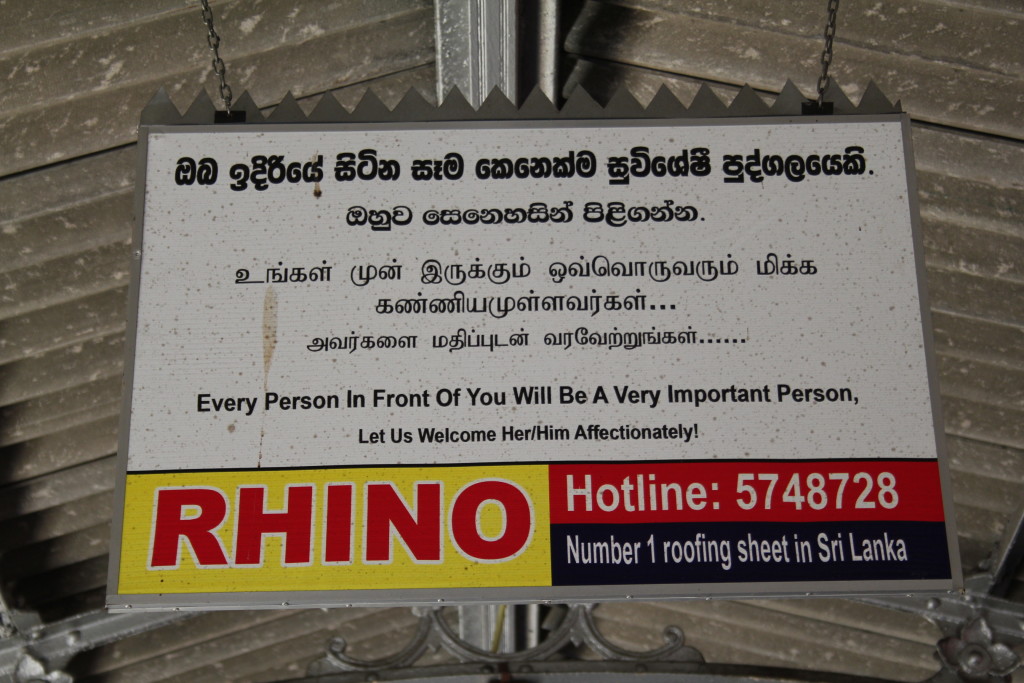 ඔබ ඉදිරියේ සිටින සෑම කෙනෙක්ම සුවිශේෂී පුද්ගලයෙකි.
ඔහුව සෙනෙහසින් පිළිගන්න.
உங்கள் முன் இருக்கும் ஒவ்வொருவரும் மிக்க
கண்ணியமுள்ளவர்கள்...
அவர்களை மதிப்புடன் வரவேற்றுங்கள்......
Every Person In Front Of You Will Be A Very Important Person,
Let Us Welcome Her/Him Affectionately!
RHINO
Hotline: 5748728
Number 1 roofing sheet in Sri Lanka